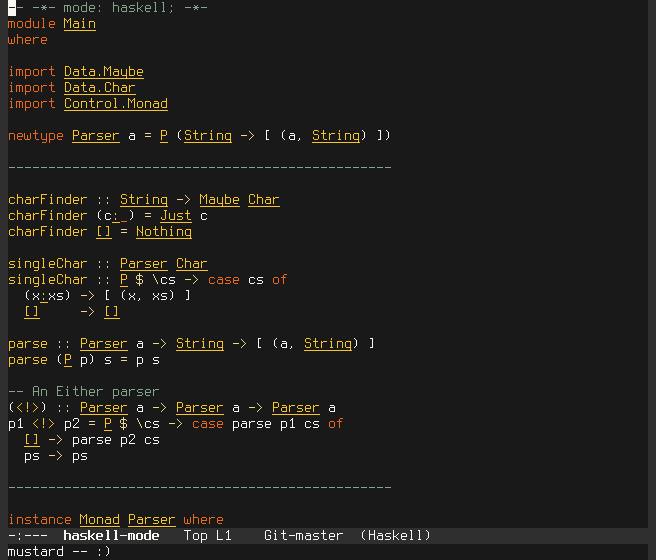 -- -*- mode: haskell; -*-
module Main
where
import Data.Maybe
import Data.Char
import Control.Monad
newtype Parser a = P (String -> [ (a, String) ])
------------------------------------------------
charFinder :: String -> Maybe Char
charFinder (c:_) = Just c
charFinder [] = Nothing
singleChar :: Parser Char
singleChar :: P $ \cs -> case cs of
  (x:xs) -> [ (x, xs) ]
  []     -> []
parse :: Parser a -> String -> [ (a, String) ]
parse (P p) s = p s
-- An Either parser
(<!>) :: Parser a -> Parser a -> Parser a
p1 <!> p2 = P $ \cs -> case parse p1 cs of
  [] -> parse p2 cs
  ps -> ps
------------------------------------------------
instance Monad Parser where
-:---  haskell-mode   Top L1    Git-master  (Haskell)
mustard -- :)